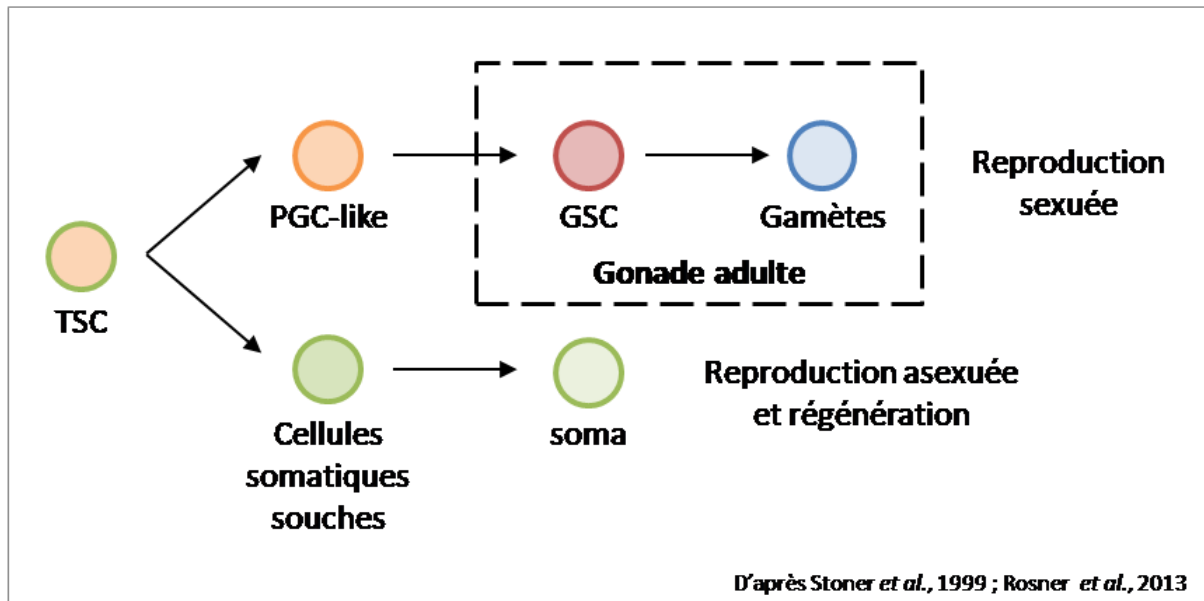 PGC-like
GSC
Gamètes
Reproduction
sexuée
Gonade adulte
TSC
Cellules
somatiques
souches
soma
Reproduction asexuée
et régénération
D'après Stoner et al., 1999 ; Rosner et al., 2013